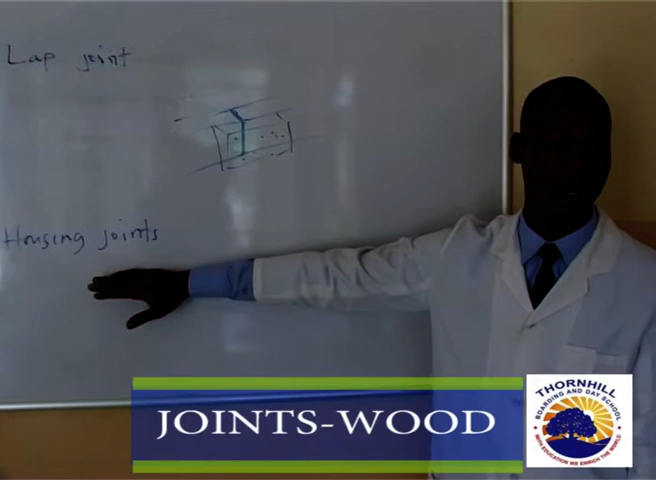 Lap joint
Housing joints
JOINTS-WOOD
THORNHILL
BOARDING AND DAY SCHOOL
WITH EDUCATION WE ENRICH THE WORLD